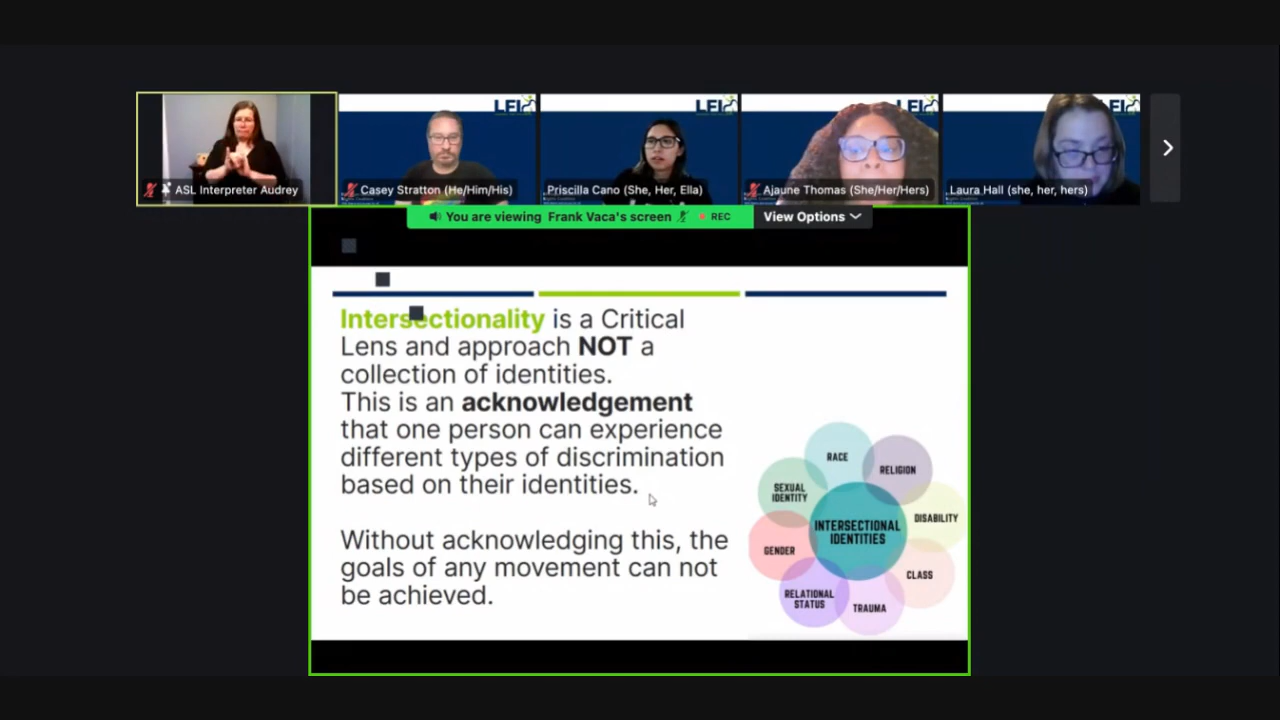 LEI
LEI
LEI
LEI
ASL Interpreter Audrey
Casey Stratton (He/Him/His)
Priscilla Cano (She, Her, Ella)
Ajaune Thomas (She/Her/Hers)
Laura Hall (she, her, hers)
You are viewing Frank Vaca's screen
REC
View Options
Intersectionality is a Critical
Lens and approach NOT a
collection of identities.
This is an acknowledgement
that one person can experience
different types of discrimination
based on their identities.
Without acknowledging this, the
goals of any movement can not
be achieved.
RACE
RELIGION
SEXUAL
IDENTITY
DISABILITY
INTERSECTIONAL
IDENTITIES
GENDER
CLASS
RELATIONAL
STATUS
TRAUMA